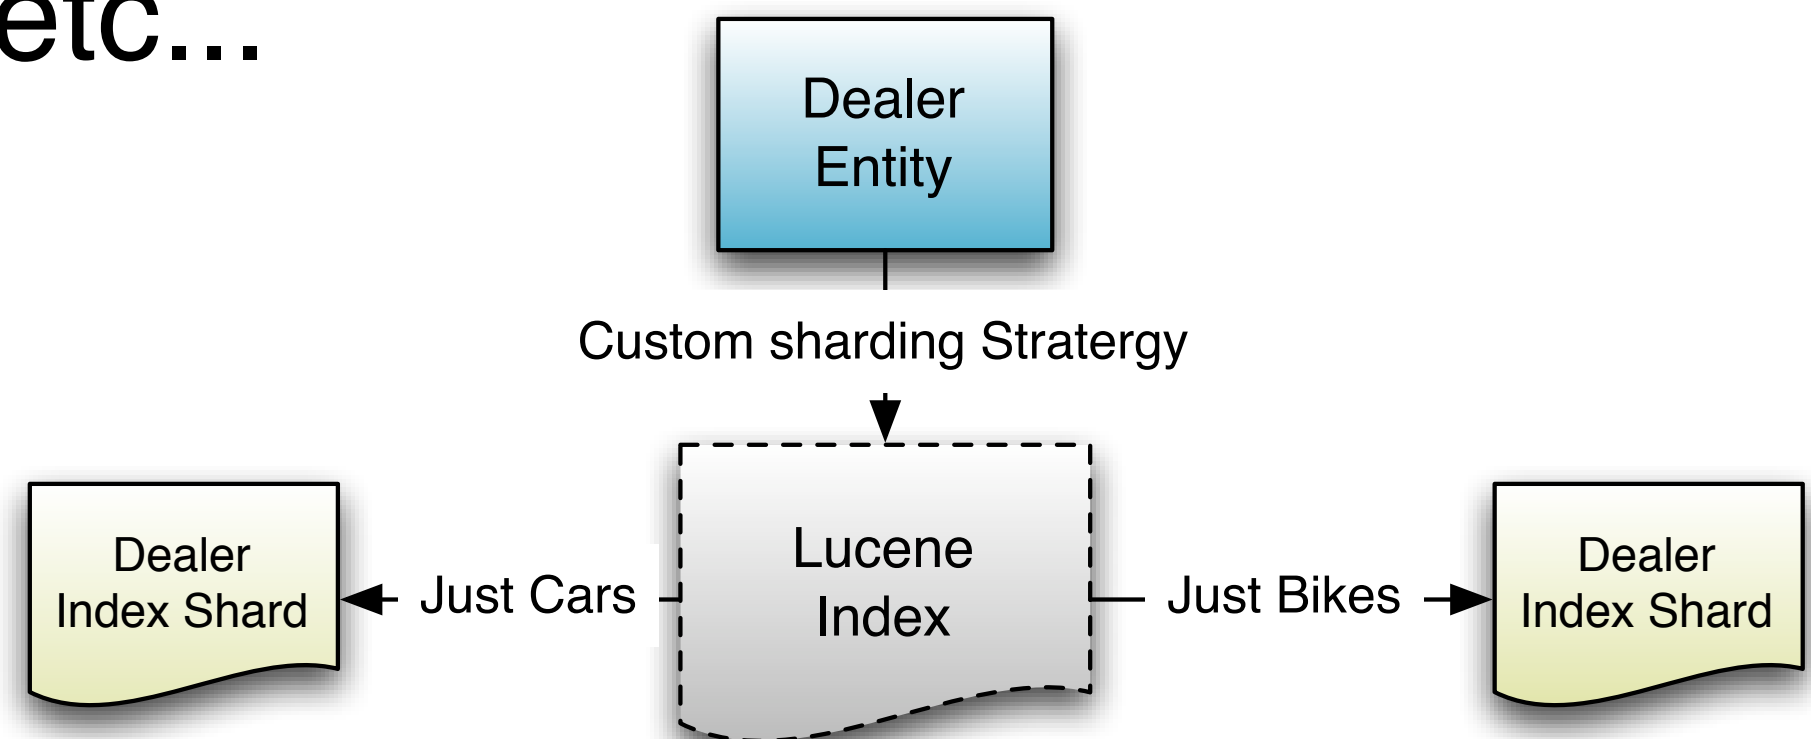 etc...
Dealer
Entity
Custom sharding Stratergy
Dealer
Index Shard
Just Cars
Lucene
Index
Just Bikes
Dealer
Index Shard